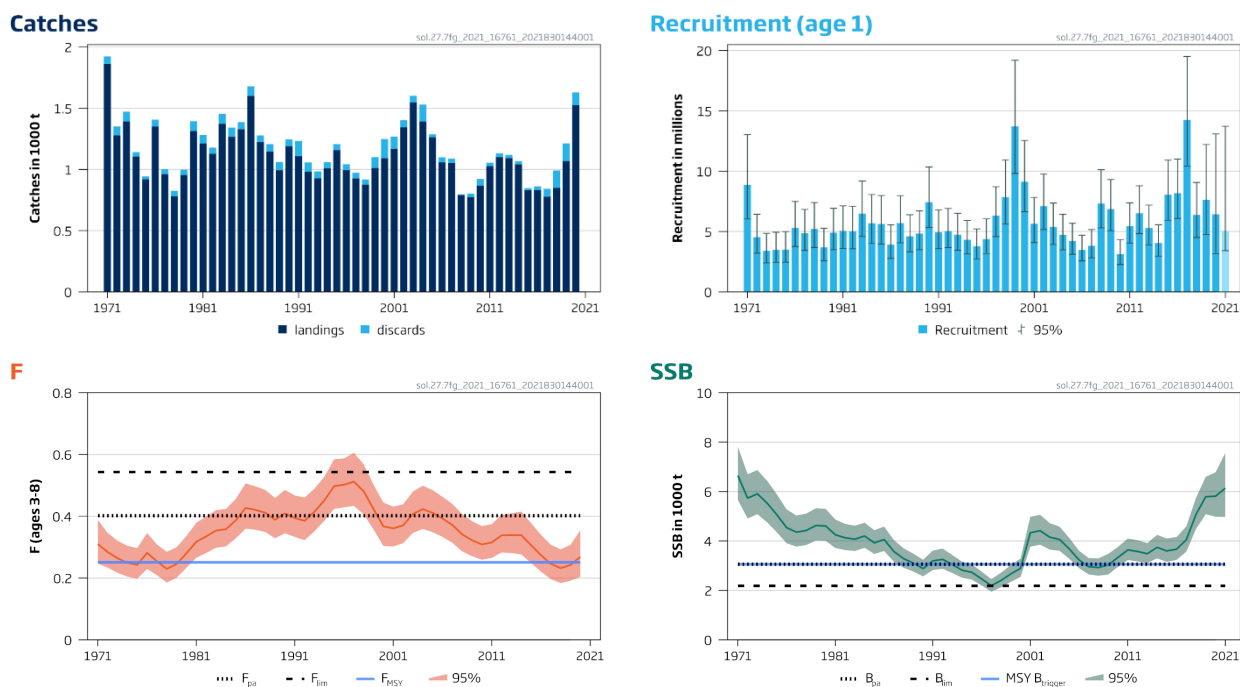 Catches
sol.27.7fg_2021_16761_2021830144001
Catches in 1000 t
2
1.5
1
0.5
0
1971 1981 1991 2001 2011 2021
landings discards
Recruitment (age 1)
sol.27.7fg_2021_16761_2021830144001
Recruitment in millions
20
15
10
5
0
1971 1981 1991 2001 2011 2021
Recruitment 95%
F
sol.27.7fg_2021_16761_2021830144001
F (ages 3-8)
0.8
0.6
0.4
0.2
0
1971 1981 1991 2001 2011 2021
Fpa Flim FMSY 95%
SSB
sol.27.7fg_2021_16761_2021830144001
SSB in 1000 t
10
8
6
4
2
0
1971 1981 1991 2001 2011 2021
Bpa Blim MSY Btrigger 95%